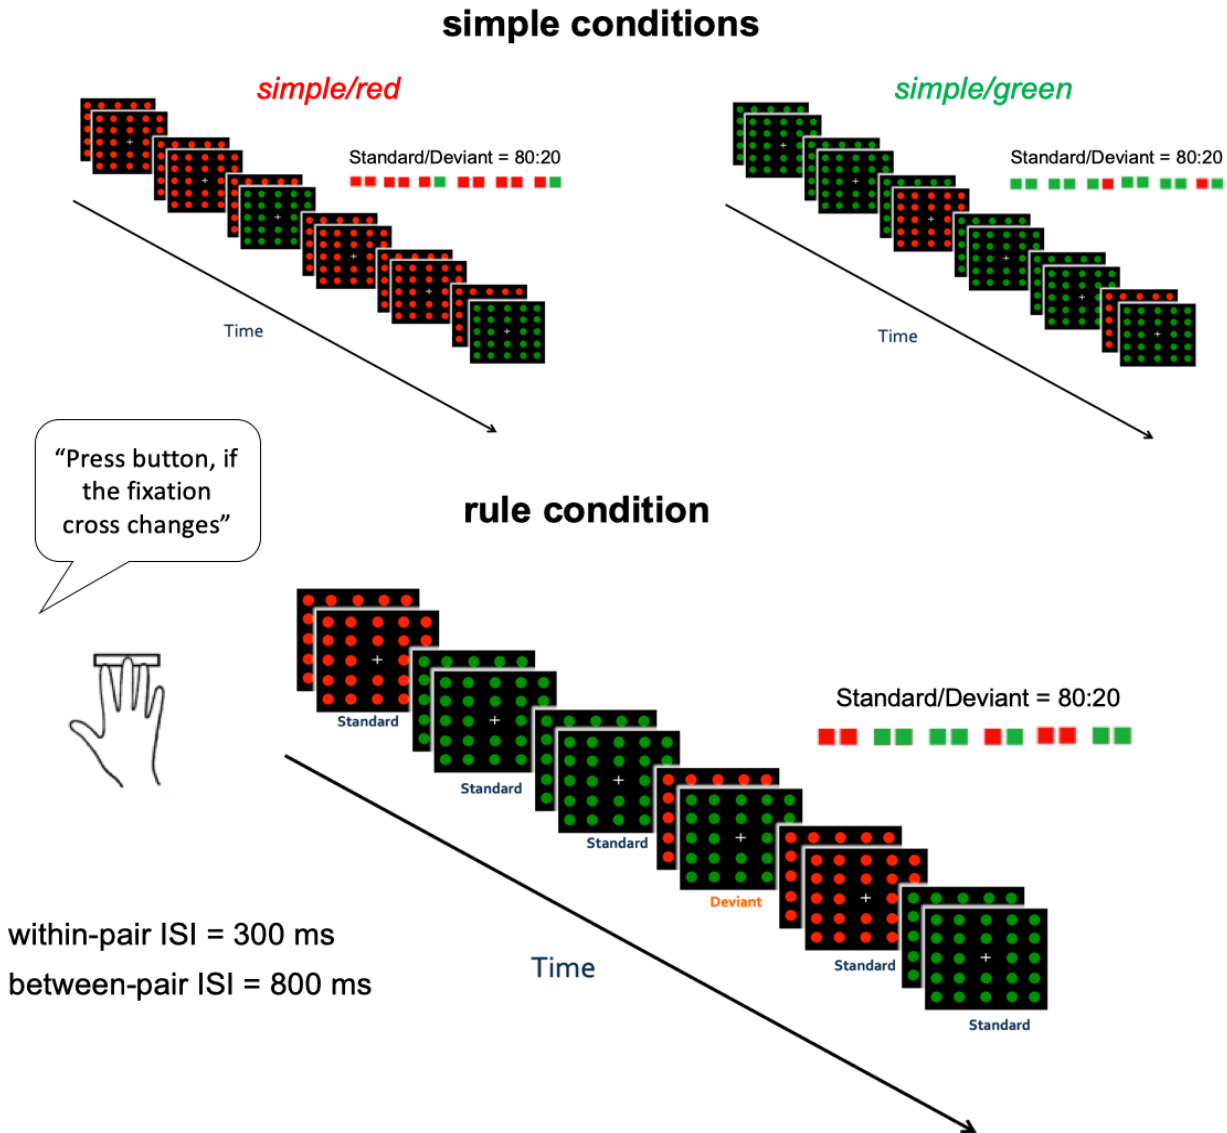 simple conditions
simple/red
simple/green
Standard/Deviant = 80:20
Standard/Deviant = 80:20
Time
Time
“Press button, if
the fixation
cross changes”
rule condition
Standard
Standard
Standard
Deviant
Standard
Standard
Standard/Deviant = 80:20
within-pair ISI = 300 ms
between-pair ISI = 800 ms
Time